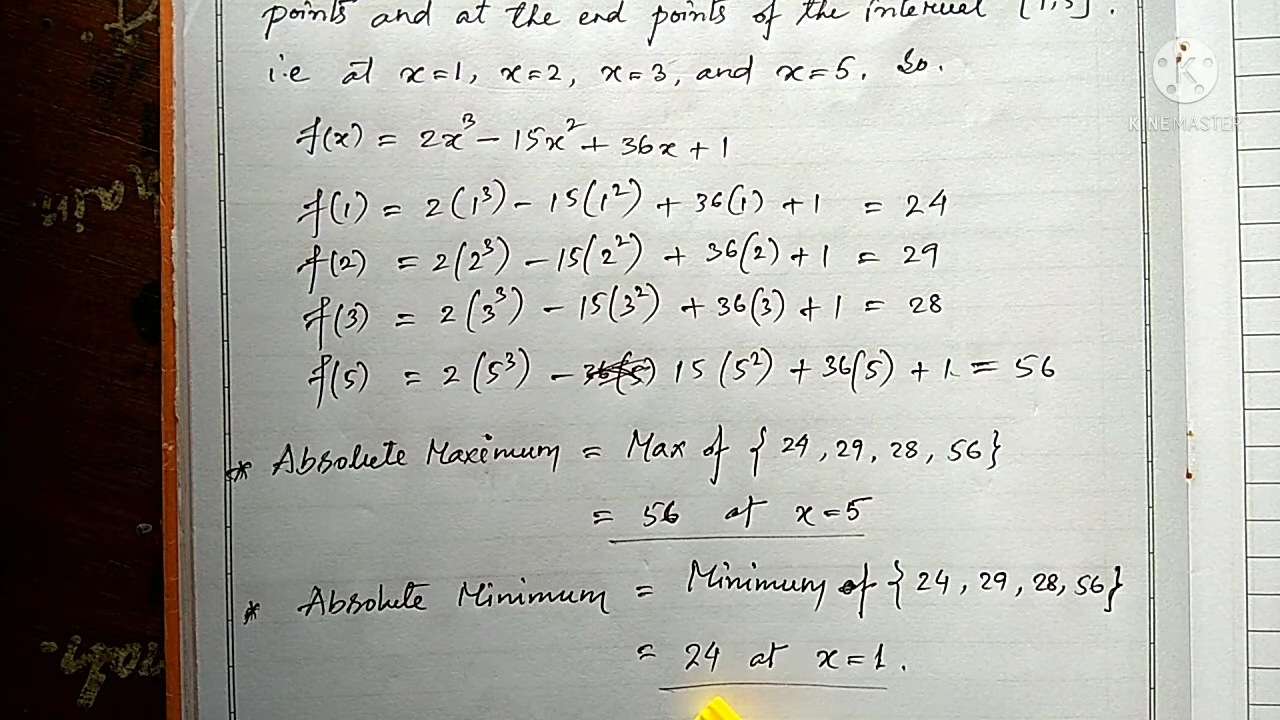 points and at the end points of the interval [1,5].
i.e at x=1, x=2, x=3, and x=5. So.
f(x) = 2x³ - 15x² + 36x + 1
f(1) = 2(1³) - 15(1²) + 36(1) + 1 = 24
f(2) = 2(2³) - 15(2²) + 36(2) + 1 = 29
f(3) = 2(3³) - 15(3²) + 36(3) + 1 = 28
f(5) = 2(5³) - 15(5²) + 36(5) + 1 = 56
* Absolute Maximum = Max of {24, 29, 28, 56}
= 56 at x=5
* Absolute Minimum = Minimum of {24, 29, 28, 56}
= 24 at x=1.
KINEMASTER